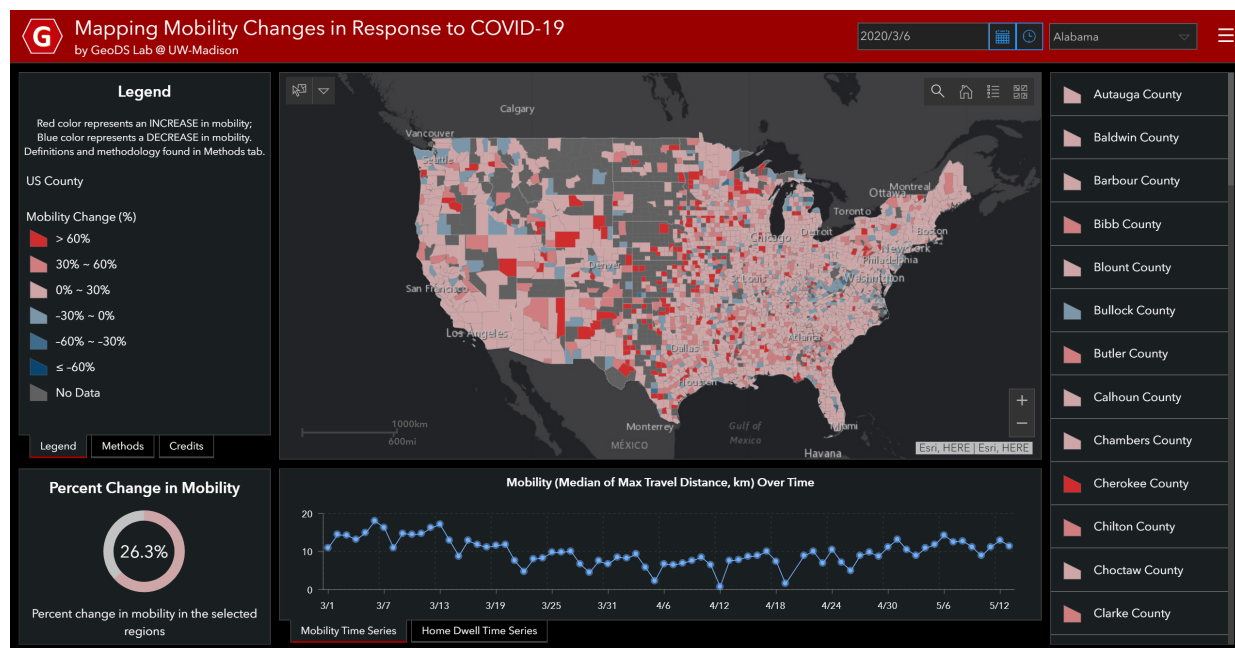 G
Mapping Mobility Changes in Response to COVID-19
by GeoDS Lab @ UW-Madison
2020/3/6
Alabama
Legend
Red color represents an INCREASE in mobility;
Blue color represents a DECREASE in mobility.
Definitions and methodology found in Methods tab.
US County
Mobility Change (%)
> 60%
30% ~ 60%
0% ~ 30%
-30% ~ 0%
-60% ~ -30%
≤ -60%
No Data
Legend Methods Credits
Calgary
Vancouver
Seattle
Montreal
Ottawa
Toronto
Boston
Detroit
Chicago
New York
Philadelphia
Denver
St Louis
Washington
San Francisco
Los Angeles
Atlanta
Dallas
Houston
1000km
600mi
Monterrey
Gulf of
Mexico
Miami
MÉXICO
Havana
Esri, HERE | Esri, HERE
+
−
Autauga County
Baldwin County
Barbour County
Bibb County
Blount County
Bullock County
Butler County
Calhoun County
Chambers County
Cherokee County
Chilton County
Choctaw County
Clarke County
Percent Change in Mobility
26.3%
Percent change in mobility in the selected
regions
Mobility (Median of Max Travel Distance, km) Over Time
20
10
0
3/1 3/7 3/13 3/19 3/25 3/31 4/6 4/12 4/18 4/24 4/30 5/6 5/12
Mobility Time Series Home Dwell Time Series